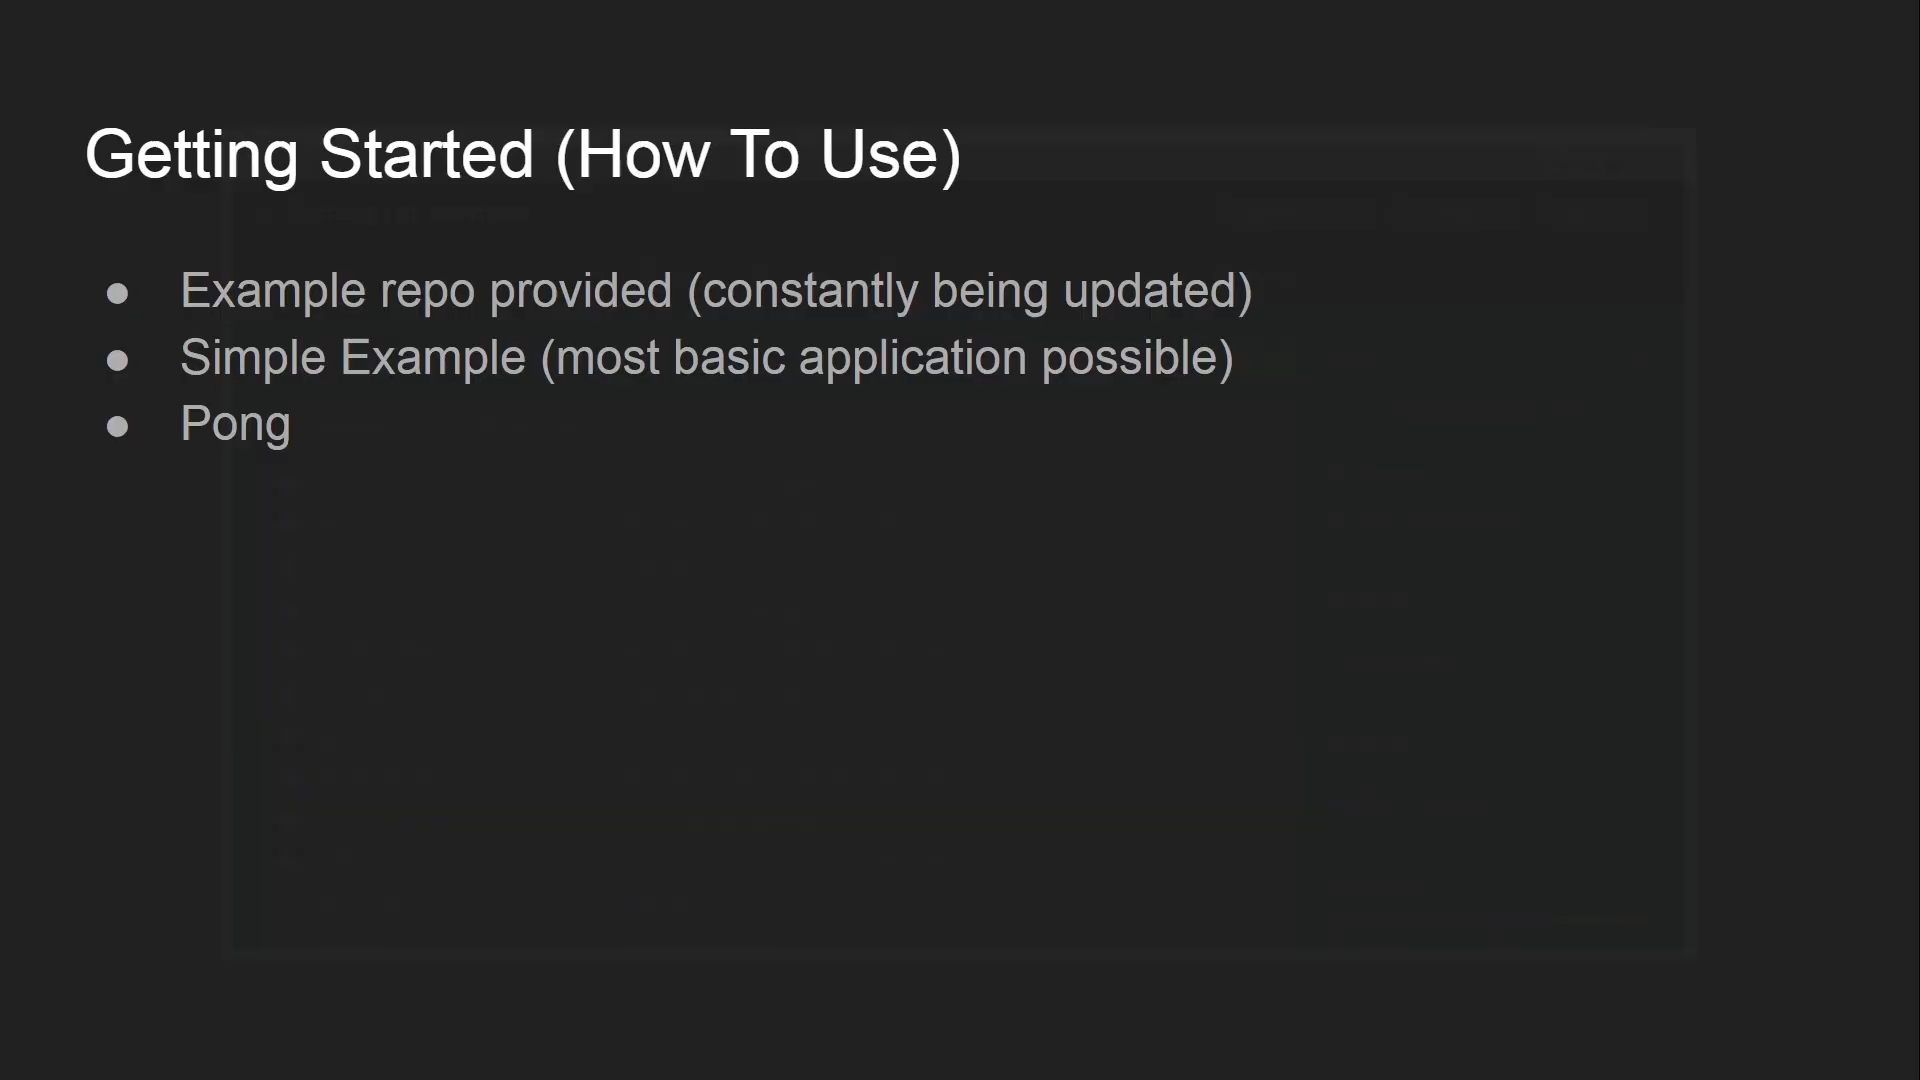 Getting Started (How To Use)
● Example repo provided (constantly being updated)
● Simple Example (most basic application possible)
● Pong